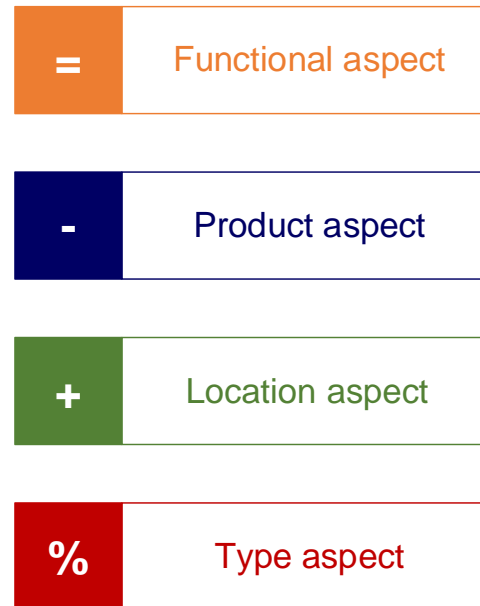 = Functional aspect
- Product aspect
+ Location aspect
% Type aspect